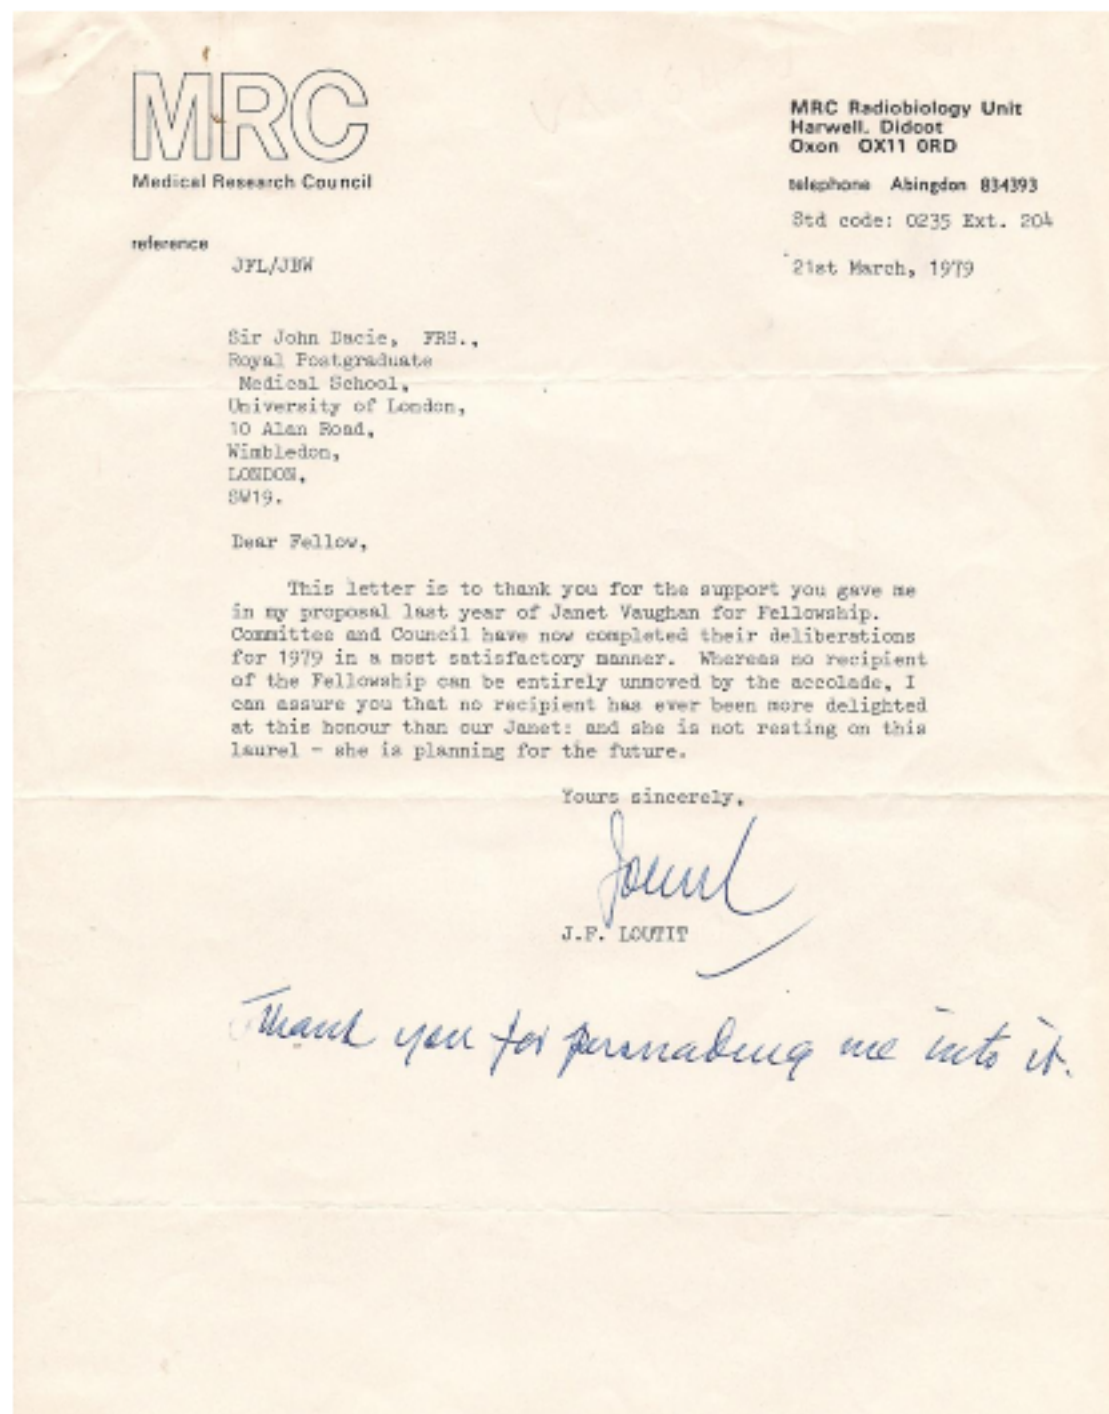 MRC
Medical Research Council
MRC Radiobiology Unit
Harwell. Didcot
Oxon OX11 0RD
telephone Abingdon 834393
Std code: 0235 Ext. 204
reference
JFL/JBW
21st March, 1979
Sir John Dacie, FRS.,
Royal Postgraduate
Medical School,
University of London,
10 Alan Road,
Wimbledon,
LONDON,
SW19.
Dear Fellow,
This letter is to thank you for the support you gave me
in my proposal last year of Janet Vaughan for Fellowship.
Committee and Council have now completed their deliberations
for 1979 in a most satisfactory manner. Whereas no recipient
of the Fellowship can be entirely unmoved by the accolade, I
can assure you that no recipient has ever been more delighted
at this honour than our Janet: and she is not resting on this
laurel - she is planning for the future.
Yours sincerely,
J.F. LOUTIT
Thank you for persuading me into it.